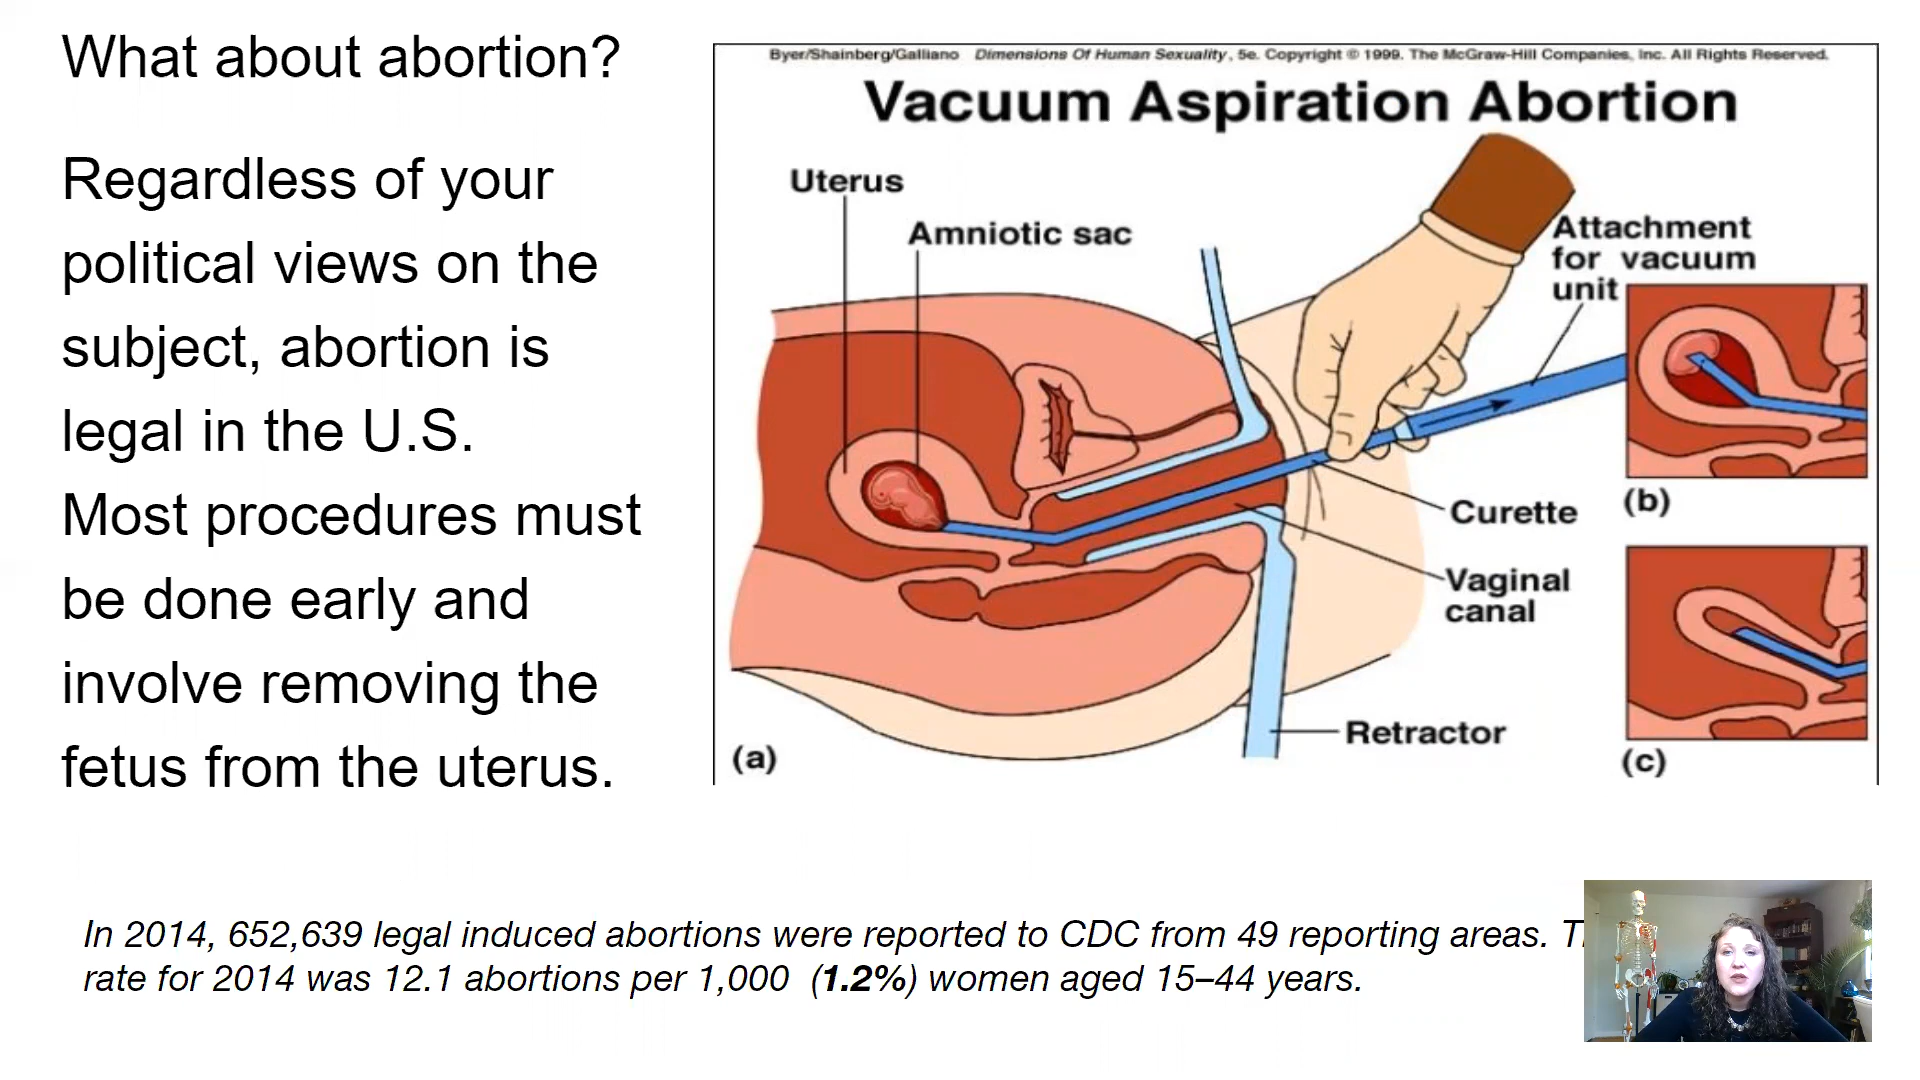 What about abortion?
Regardless of your
political views on the
subject, abortion is
legal in the U.S.
Most procedures must
be done early and
involve removing the
fetus from the uterus.
Byer/Shainberg/Galliano Dimensions Of Human Sexuality, 5e. Copyright © 1999. The McGraw-Hill Companies, Inc. All Rights Reserved.
Vacuum Aspiration Abortion
Uterus
Amniotic sac
Attachment
for vacuum
unit
Curette
(b)
Vaginal
canal
Retractor
(a)
(c)
In 2014, 652,639 legal induced abortions were reported to CDC from 49 reporting areas.
rate for 2014 was 12.1 abortions per 1,000 (1.2%) women aged 15–44 years.